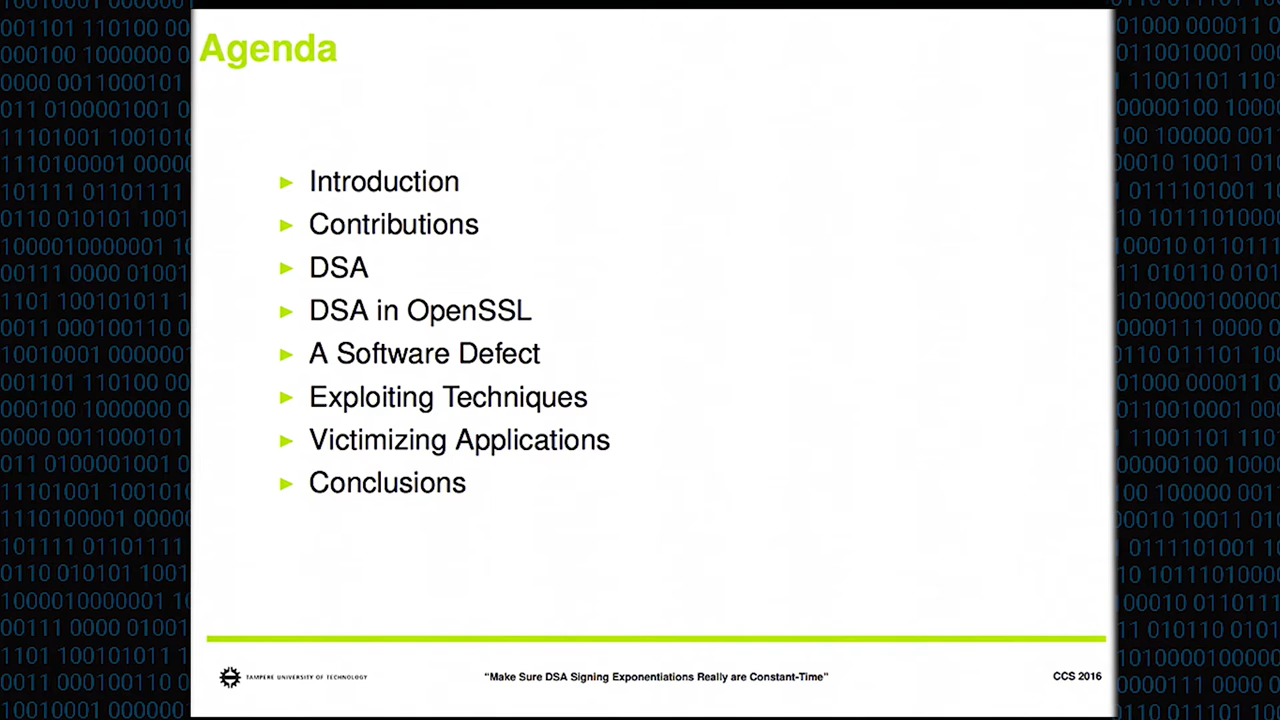 Agenda
Introduction
Contributions
DSA
DSA in OpenSSL
A Software Defect
Exploiting Techniques
Victimizing Applications
Conclusions
TAMPERE UNIVERSITY OF TECHNOLOGY
“Make Sure DSA Signing Exponentiations Really are Constant-Time”
CCS 2016